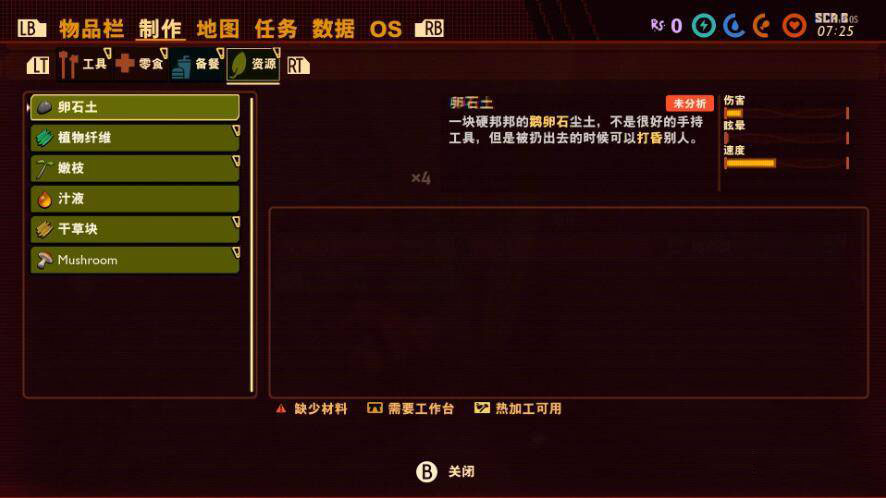 LB 物品栏 制作 地图 任务 数据 OS RB RS 0 SCR.B OS
07:25
LT 工具 零食 备餐 资源 RT
卵石土
植物纤维
嫩枝
汁液
干草块
Mushroom
×4
卵石土 未分析
一块硬邦邦的鹅卵石尘土，不是很好的手持
工具，但是被扔出去的时候可以打昏别人。
伤害
眩晕
速度
缺少材料 需要工作台 热加工可用
B 关闭